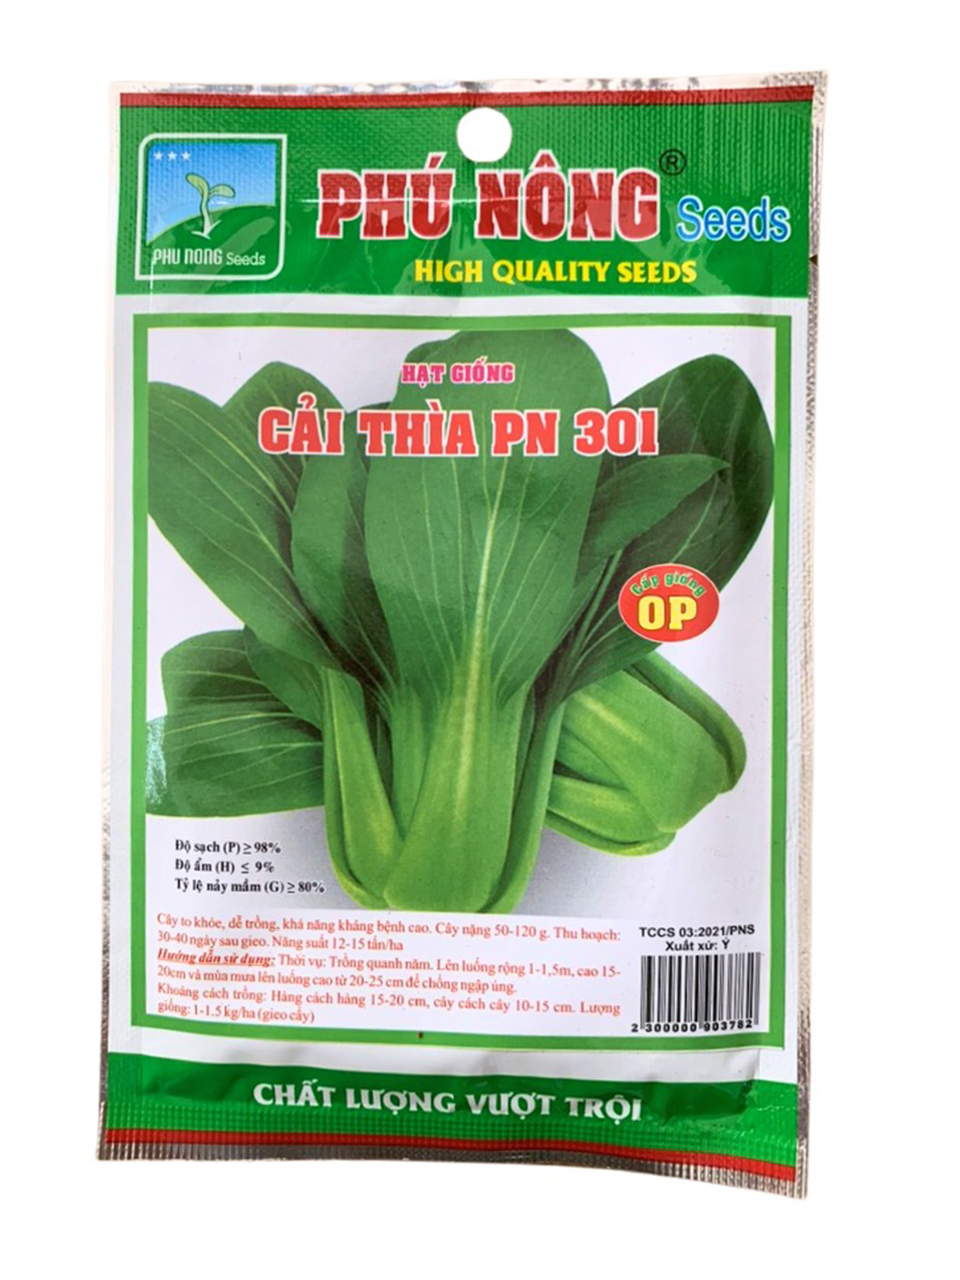 PHU NONG Seeds
PHÚ NÔNG® Seeds
HIGH QUALITY SEEDS
HẠT GIỐNG
CẢI THÌA PN 301
Cấp giống
OP
Độ sạch (P) ≥ 98%
Độ ẩm (H) ≤ 9%
Tỷ lệ nảy mầm (G) ≥ 80%
Cây to khỏe, dễ trồng, khả năng kháng bệnh cao. Cây nặng 50-120 g. Thu hoạch:
30-40 ngày sau gieo. Năng suất 12-15 tấn/ha
Hướng dẫn sử dụng: Thời vụ: Trồng quanh năm. Lên luống rộng 1-1,5m, cao 15-
20cm và mùa mưa lên luống cao từ 20-25 cm để chống ngập úng.
Khoảng cách trồng: Hàng cách hàng 15-20 cm, cây cách cây 10-15 cm. Lượng
giống: 1-1.5 kg/ha (gieo cấy)
TCCS 03:2021/PNS
Xuất xứ: Ý
2 300000 903782
CHẤT LƯỢNG VƯỢT TRỘI